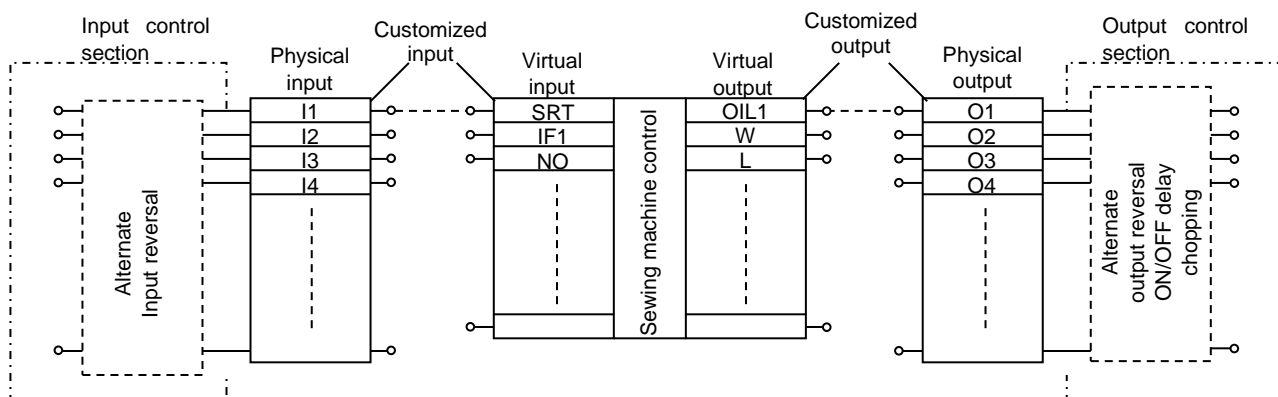 Input control
section
Physical
input
Customized
input
Virtual
input
Virtual
output
Customized
output
Physical
output
Output control
section
Alternate
Input reversal
I1
I2
I3
I4
SRT
IF1
NO
Sewing machine control
OIL1
W
L
O1
O2
O3
O4
Alternate
output reversal
ON/OFF delay
chopping